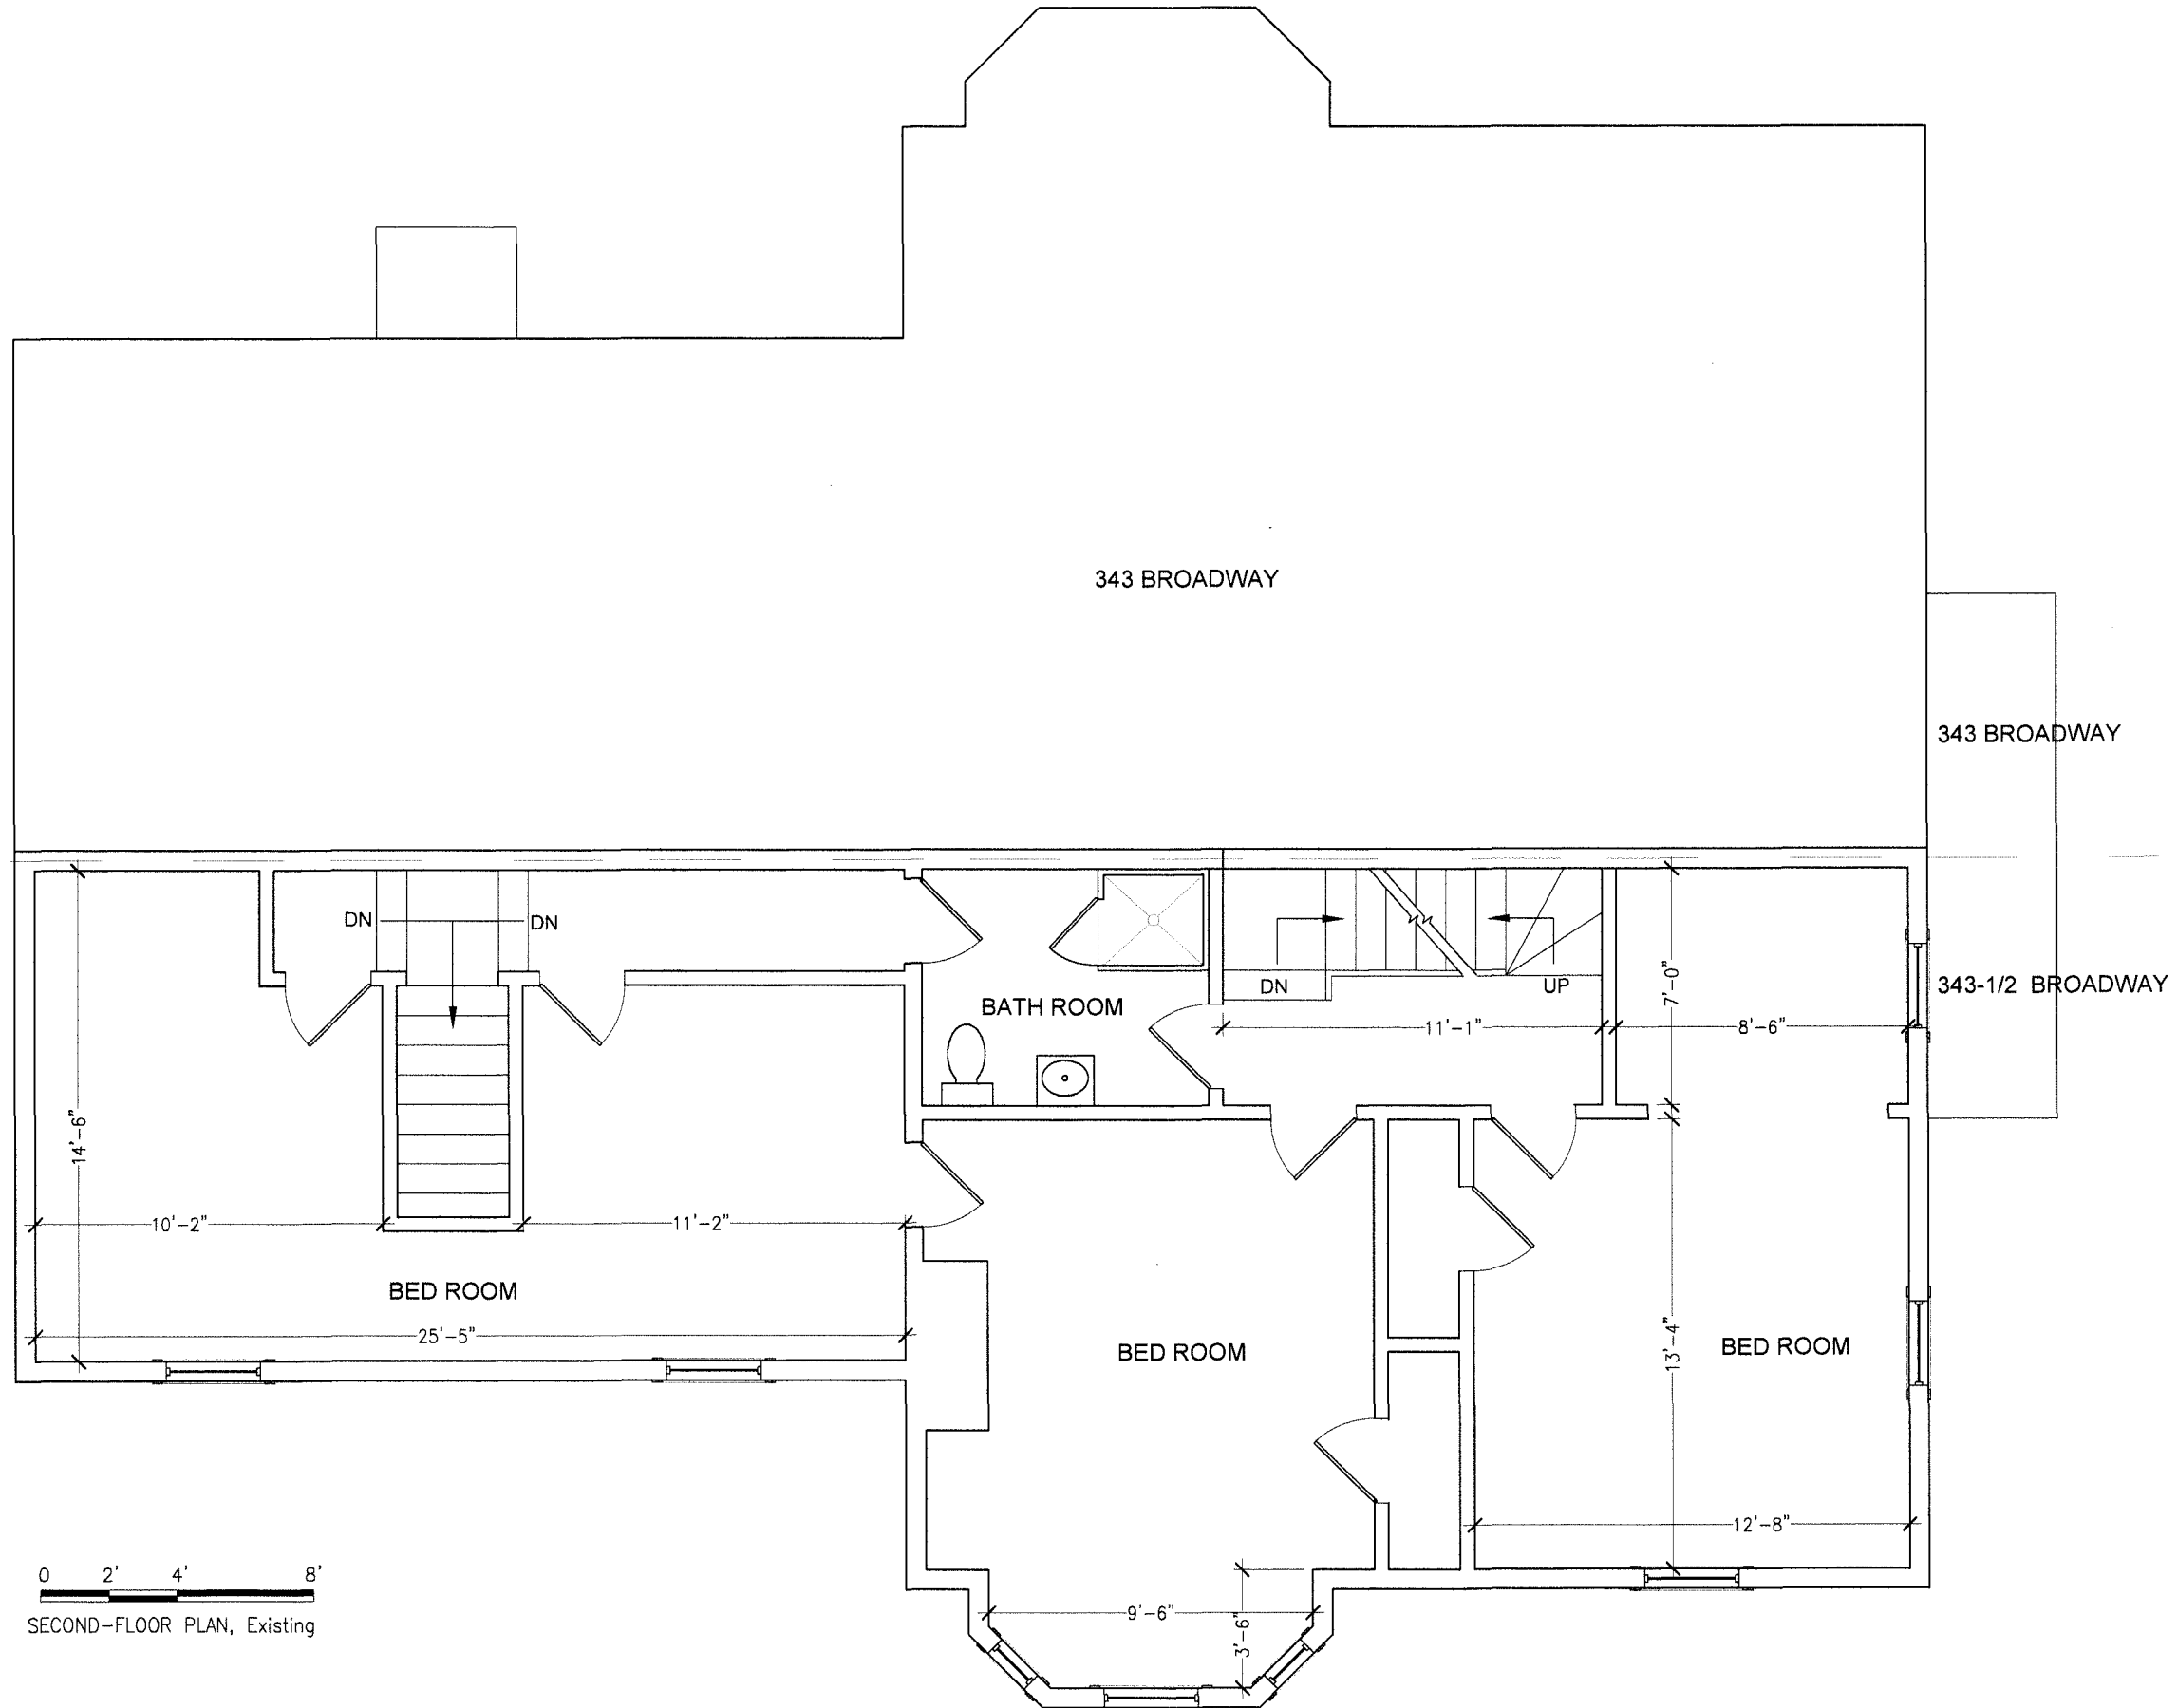 343 BROADWAY
343 BROADWAY
DN
DN
DN
UP
7'-0"
343-1/2 BROADWAY
BATH ROOM
11'-1"
8'-6"
14'-6"
10'-2"
11'-2"
BED ROOM
25'-5"
BED ROOM
13'-4"
BED ROOM
12'-8"
9'-6"
3'-6"
0 2' 4' 8'
SECOND-FLOOR PLAN, Existing